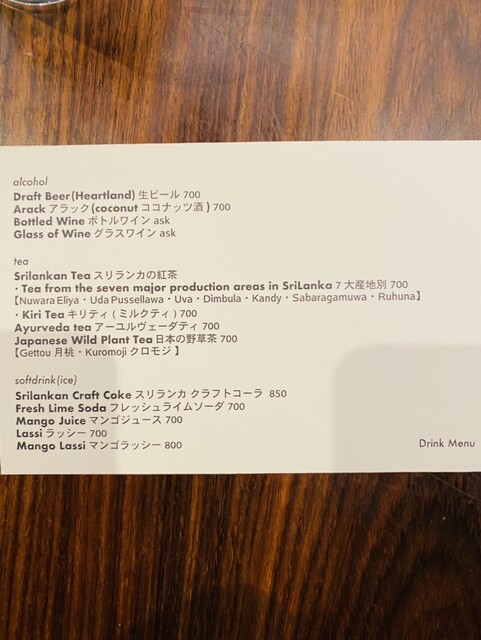 alcohol
Draft Beer(Heartland) 生ビール 700
Arack アラック(coconut ココナッツ酒) 700
Bottled Wine ボトルワイン ask
Glass of Wine グラスワイン ask
tea
Srilankan Tea スリランカの紅茶
・Tea from the seven major production areas in SriLanka 7 大産地別 700
【Nuwara Eliya・Uda Pussellawa・Uva・Dimbula・Kandy・Sabaragamuwa・Ruhuna】
・Kiri Tea キリティ ( ミルクティ ) 700
Ayurveda tea アーユルヴェーダティ 700
Japanese Wild Plant Tea 日本の野草茶 700
【Gettou 月桃・Kuromoji クロモジ 】
softdrink(ice)
Srilankan Craft Coke スリランカ クラフトコーラ 850
Fresh Lime Soda フレッシュライムソーダ 700
Mango Juice マンゴジュース 700
Lassi ラッシー 700
Mango Lassi マンゴラッシー 800
Drink Menu